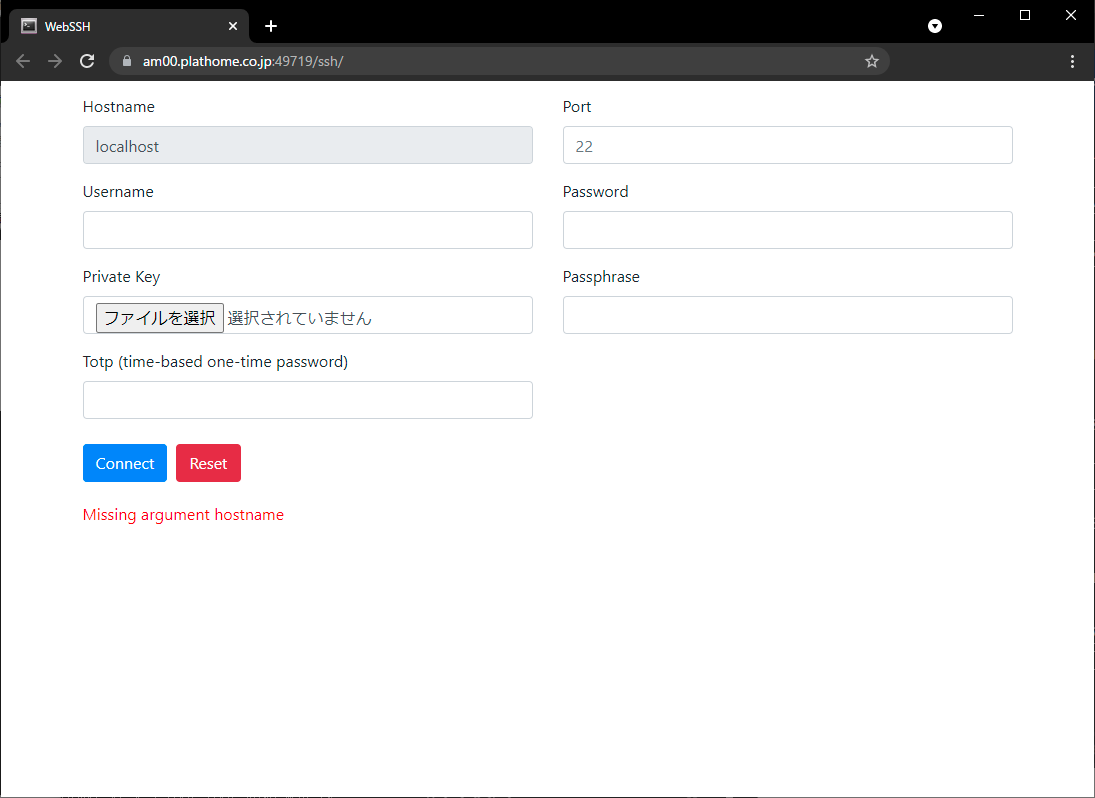 WebSSH
am00.plathome.co.jp:49719/ssh/
Hostname Port
localhost 22
Username Password
Private Key Passphrase
ファイルを選択 選択されていません
Totp (time-based one-time password)
Connect Reset
Missing argument hostname